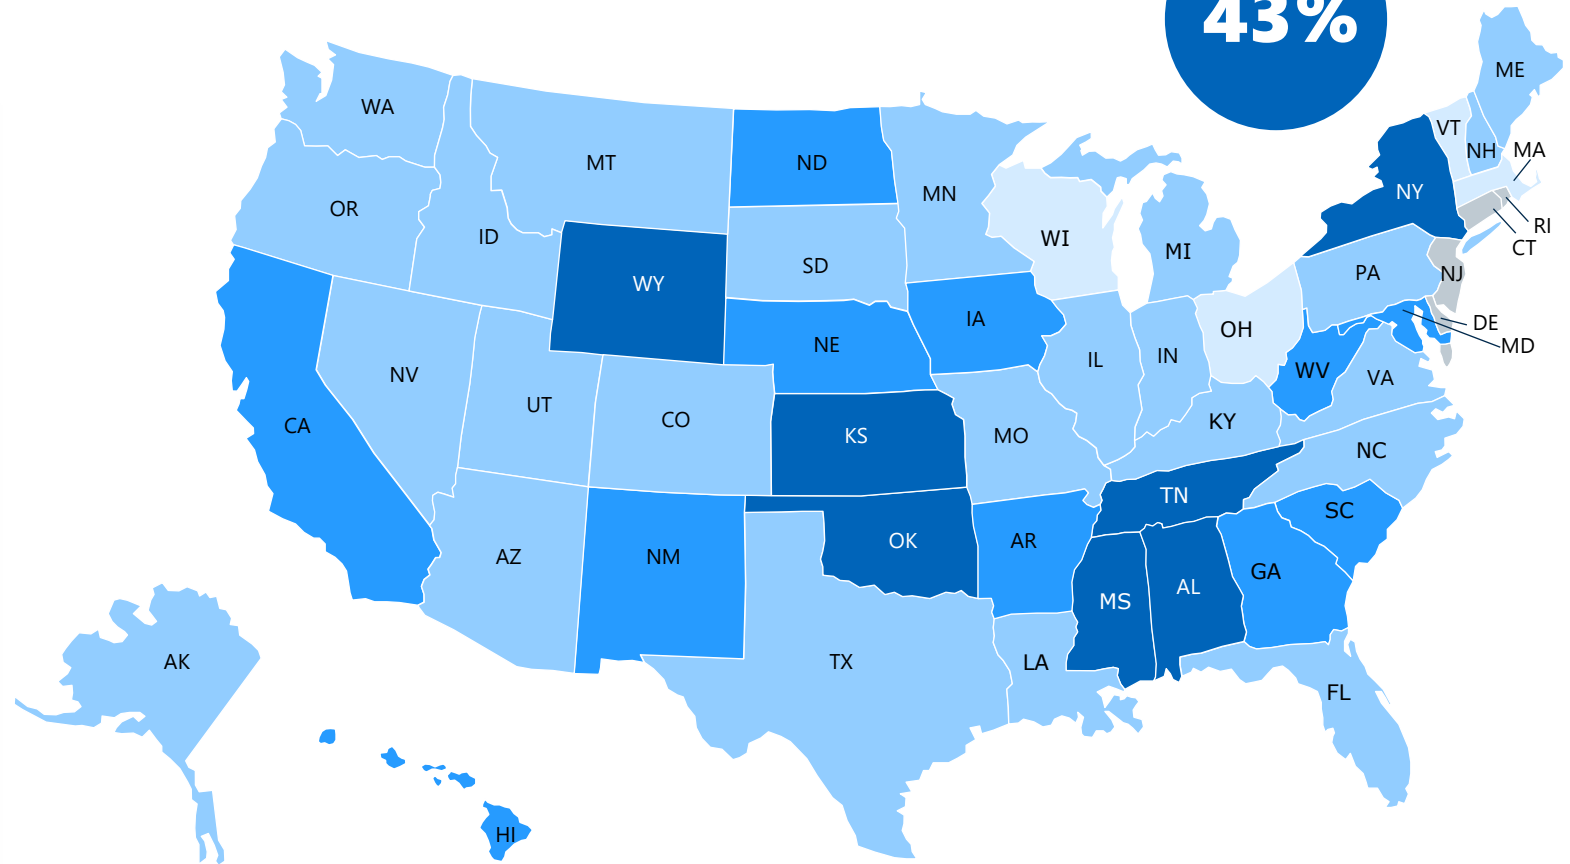 43%
ME
WA
VT
NH
MA
MT
ND
NY
MN
OR
RI
ID
WI
CT
MI
SD
PA
NJ
WY
IA
DE
OH
MD
NE
IL
IN
WV
NV
VA
UT
CO
KY
CA
KS
MO
NC
TN
SC
OK
AR
AZ
NM
GA
AL
MS
AK
TX
LA
FL
HI